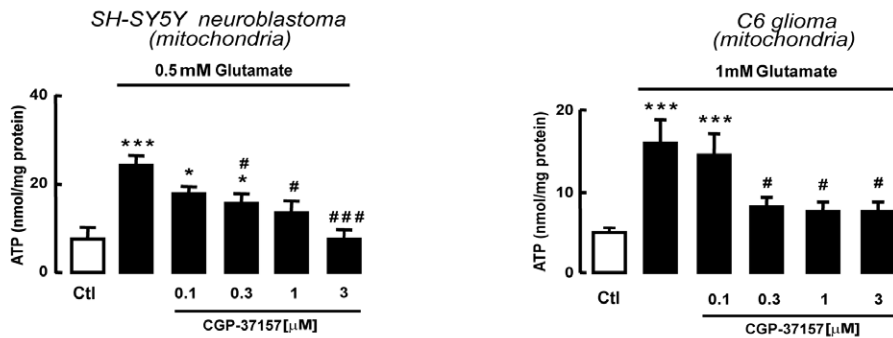 SH-SY5Y neuroblastoma
(mitochondria)
0.5 mM Glutamate
ATP (nmol/mg protein)
40
20
0
***
*
#
*
#
###
Ctl
0.1
0.3
1
3
CGP-37157[µM]
C6 glioma
(mitochondria)
1mM Glutamate
ATP (nmol/mg protein)
20
10
0
***
***
#
#
#
Ctl
0.1
0.3
1
3
CGP-37157[µM]